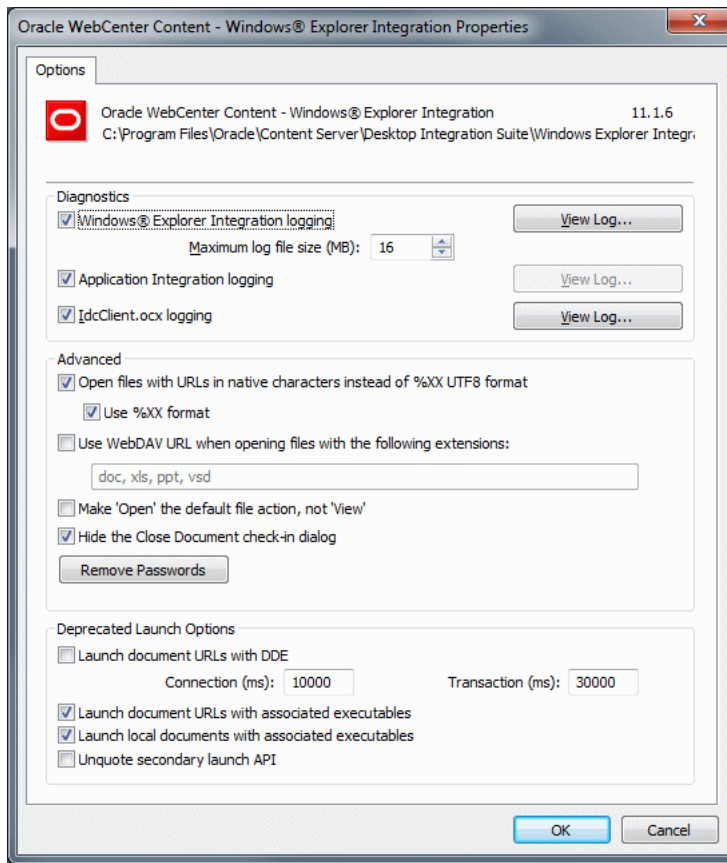 Oracle WebCenter Content - Windows® Explorer Integration Properties
Options
Oracle WebCenter Content - Windows® Explorer Integration 11.1.6
C:\Program Files\Oracle\Content Server\Desktop Integration Suite\Windows Explorer Integra
Diagnostics
Windows® Explorer Integration logging View Log...
Maximum log file size (MB): 16
Application Integration logging View Log...
IdcClient.ocx logging View Log...
Advanced
Open files with URLs in native characters instead of %XX UTF8 format
Use %XX format
Use WebDAV URL when opening files with the following extensions:
doc, xls, ppt, vsd
Make 'Open' the default file action, not 'View'
Hide the Close Document check-in dialog
Remove Passwords
Deprecated Launch Options
Launch document URLs with DDE
Connection (ms): 10000 Transaction (ms): 30000
Launch document URLs with associated executables
Launch local documents with associated executables
Unquote secondary launch API
OK Cancel